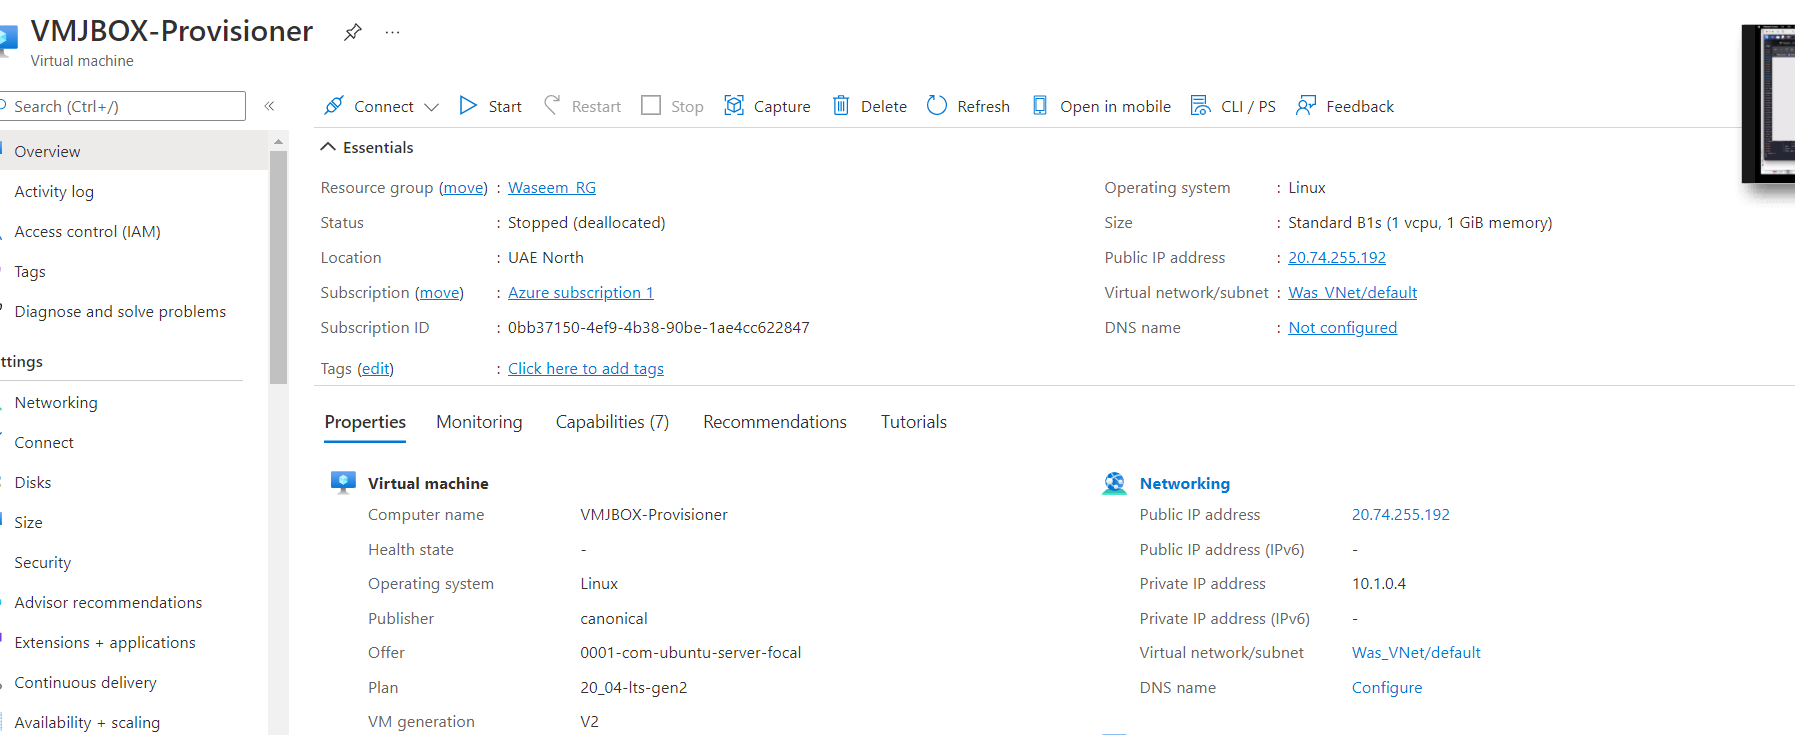 VMJBOX-Provisioner
...
Virtual machine
Search (Ctrl+/)
«
Connect Start Restart Stop Capture Delete Refresh Open in mobile CLI / PS Feedback
Overview
Activity log
Access control (IAM)
Tags
Diagnose and solve problems
ttings
Networking
Connect
Disks
Size
Security
Advisor recommendations
Extensions + applications
Continuous delivery
Availability + scaling
Essentials
Resource group (move) : Waseem_RG
Status : Stopped (deallocated)
Location : UAE North
Subscription (move) : Azure subscription 1
Subscription ID : 0bb37150-4ef9-4b38-90be-1ae4cc622847
Tags (edit) : Click here to add tags
Operating system : Linux
Size : Standard B1s (1 vcpu, 1 GiB memory)
Public IP address : 20.74.255.192
Virtual network/subnet : Was_VNet/default
DNS name : Not configured
Properties Monitoring Capabilities (7) Recommendations Tutorials
Virtual machine
Computer name VMJBOX-Provisioner
Health state -
Operating system Linux
Publisher canonical
Offer 0001-com-ubuntu-server-focal
Plan 20_04-lts-gen2
VM generation V2
Networking
Public IP address 20.74.255.192
Public IP address (IPv6) -
Private IP address 10.1.0.4
Private IP address (IPv6) -
Virtual network/subnet Was_VNet/default
DNS name Configure